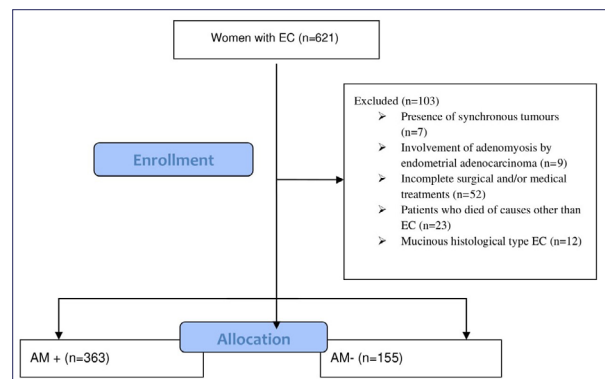 Women with EC (n=621)
Excluded (n=103)
➤ Presence of synchronous tumours
(n=7)
➤ Involvement of adenomyosis by
endometrial adenocarcinoma (n=9)
➤ Incomplete surgical and/or medical
treatments (n=52)
➤ Patients who died of causes other than
EC (n=23)
➤ Mucinous histological type EC (n=12)
Enrollment
Allocation
AM + (n=363)
AM- (n=155)